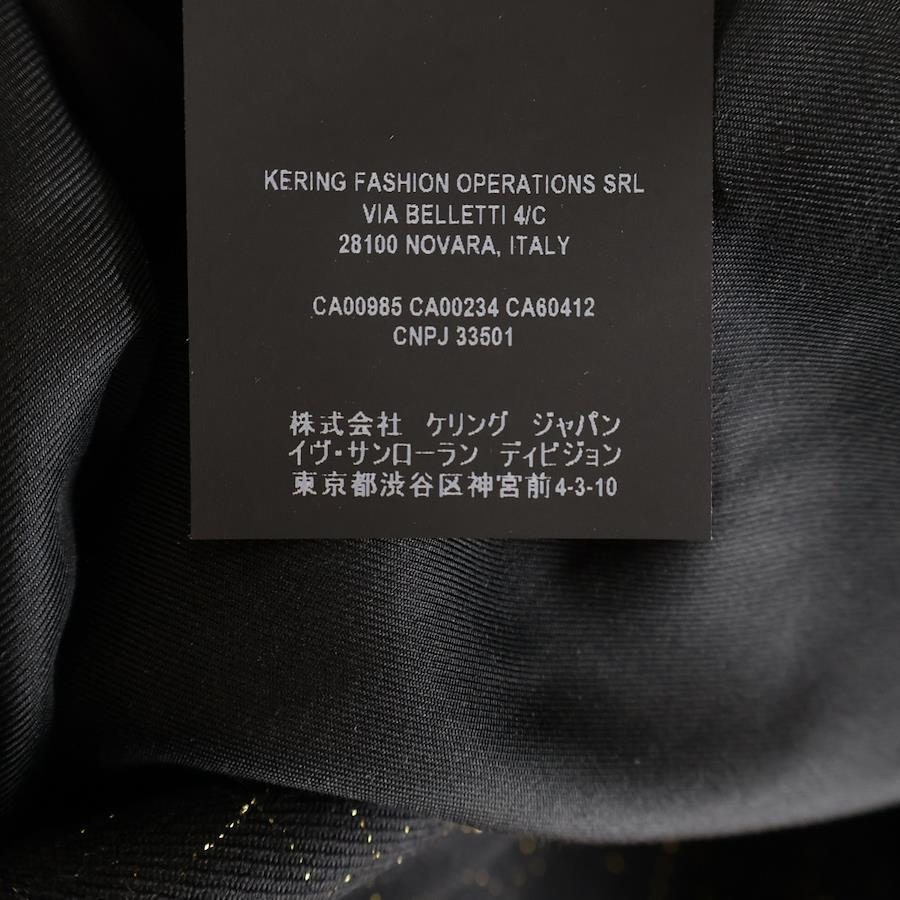 KERING FASHION OPERATIONS SRL
VIA BELLETTI 4/C
28100 NOVARA, ITALY
CA00985 CA00234 CA60412
CNPJ 33501
株式会社 ケリング ジャパン
イヴ・サンローラン ディビジョン
東京都渋谷区神宮前4-3-10